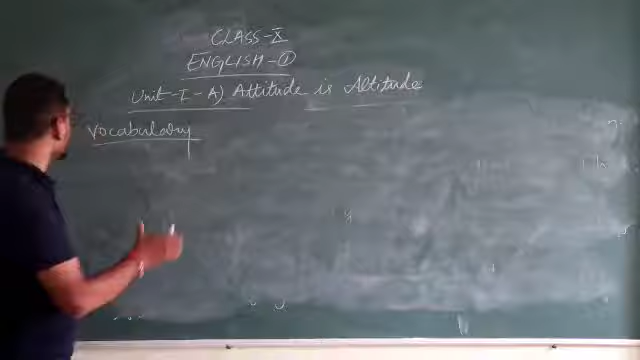 CLASS-X
ENGLISH-①
Unit-I-A) Attitude is Altitude
Vocabulary